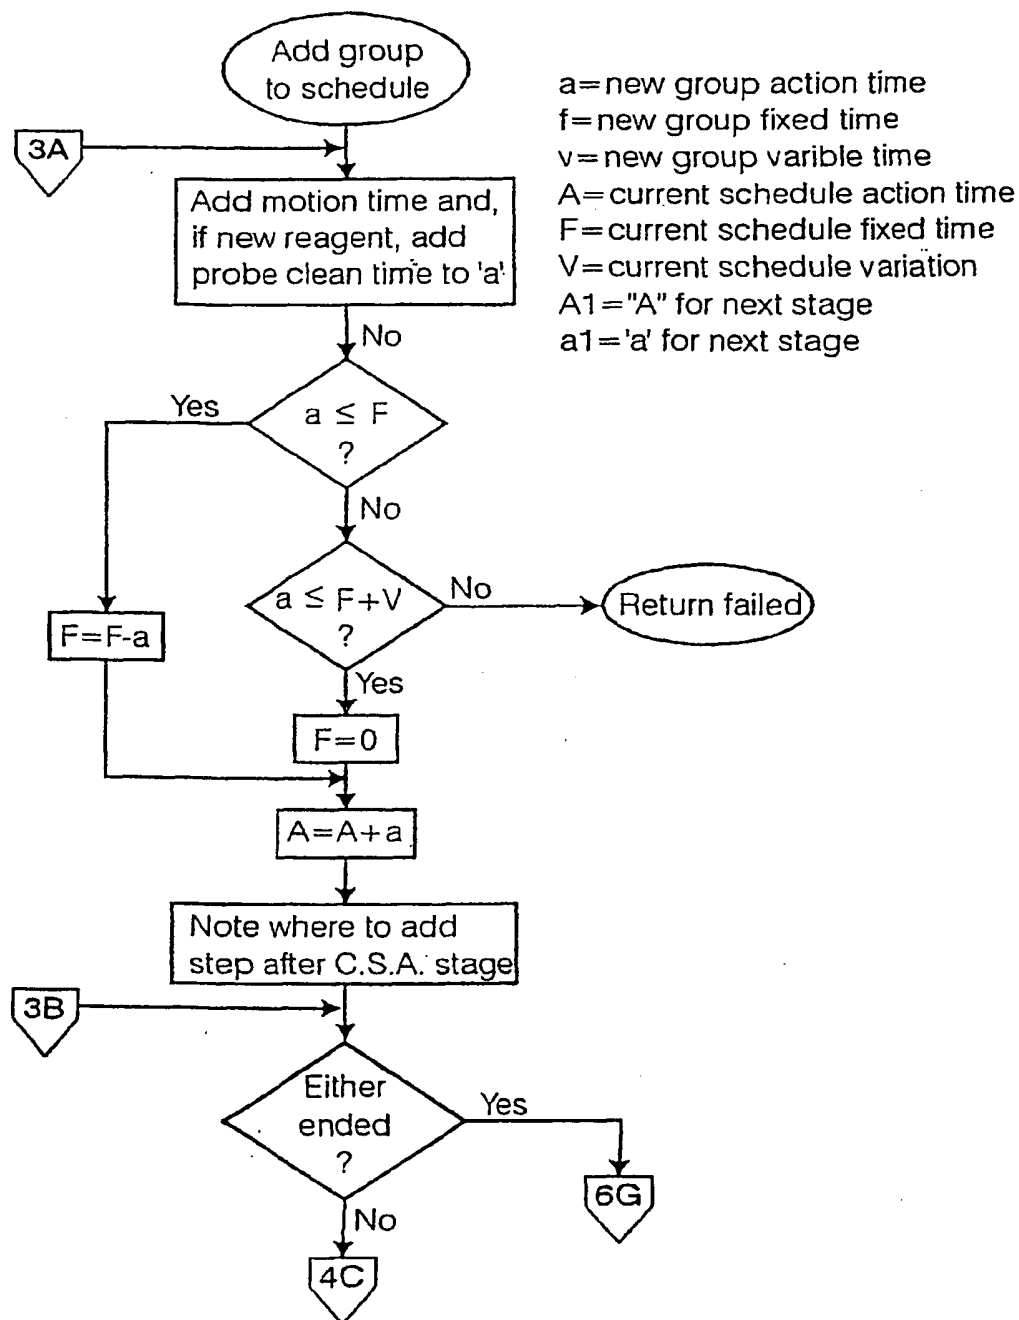 Add group
to schedule
a=new group action time
f=new group fixed time
v=new group varible time
A=current schedule action time
F=current schedule fixed time
V=current schedule variation
A1="A" for next stage
a1='a' for next stage
3A
Add motion time and,
if new reagent, add
probe clean time to 'a'
No
a ≤ F
?
Yes
No
a ≤ F+V
?
No
Return failed
F=F-a
Yes
F=0
A=A+a
Note where to add
step after C.S.A. stage
3B
Either
ended
?
Yes
6G
No
4C